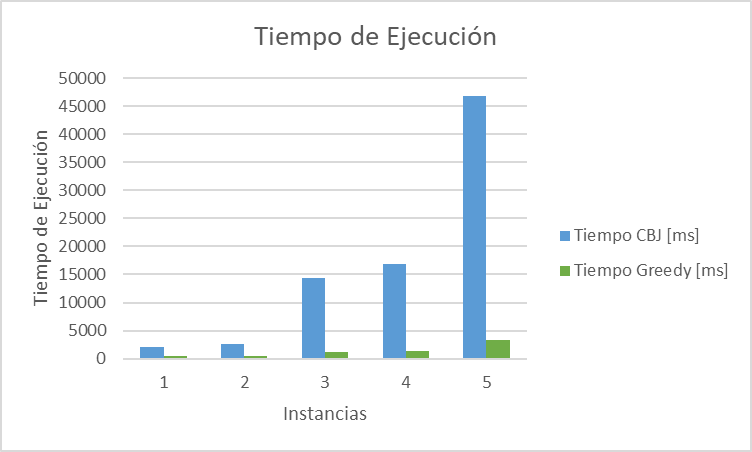 Tiempo de Ejecución
50000
45000
40000
35000
30000
25000
20000
15000
10000
5000
0
Tiempo de Ejecución
1 2 3 4 5
Instancias
Tiempo CBJ [ms]
Tiempo Greedy [ms]